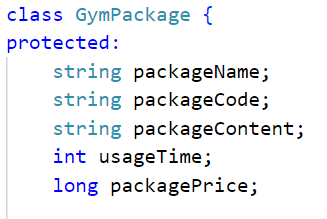 class GymPackage {
protected:
    string packageName;
    string packageCode;
    string packageContent;
    int usageTime;
    long packagePrice;